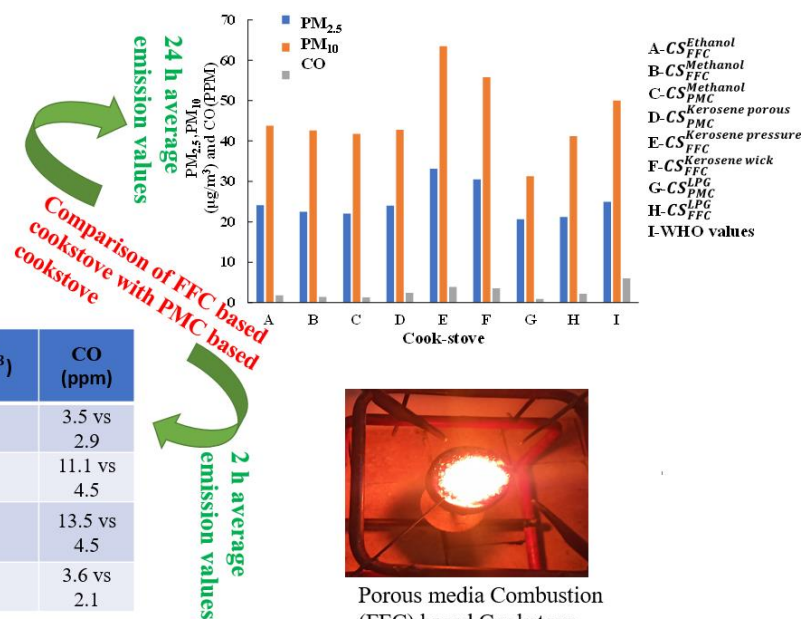 24 h average
emission values
PM2.5, PM10
(µg/m³) and CO(PPM)
70
60
50
40
30
20
10
0
PM2.5
PM10
CO
A B C D E F G H I
Cook-stove
A-CS Ethanol FFC
B-CS Methanol FFC
C-CS Methanol PMC
D-CS Kerosene porous PMC
E-CS Kerosene pressure FFC
F-CS Kerosene wick FFC
G-CS LPG PMC
H-CS LPG FFC
I-WHO values
Comparison of FFC based
cookstove with PMC based
cookstove
3)
CO
(ppm)
3.5 vs
2.9
11.1 vs
4.5
13.5 vs
4.5
3.6 vs
2.1
2 h average
emission values
Porous media Combustion